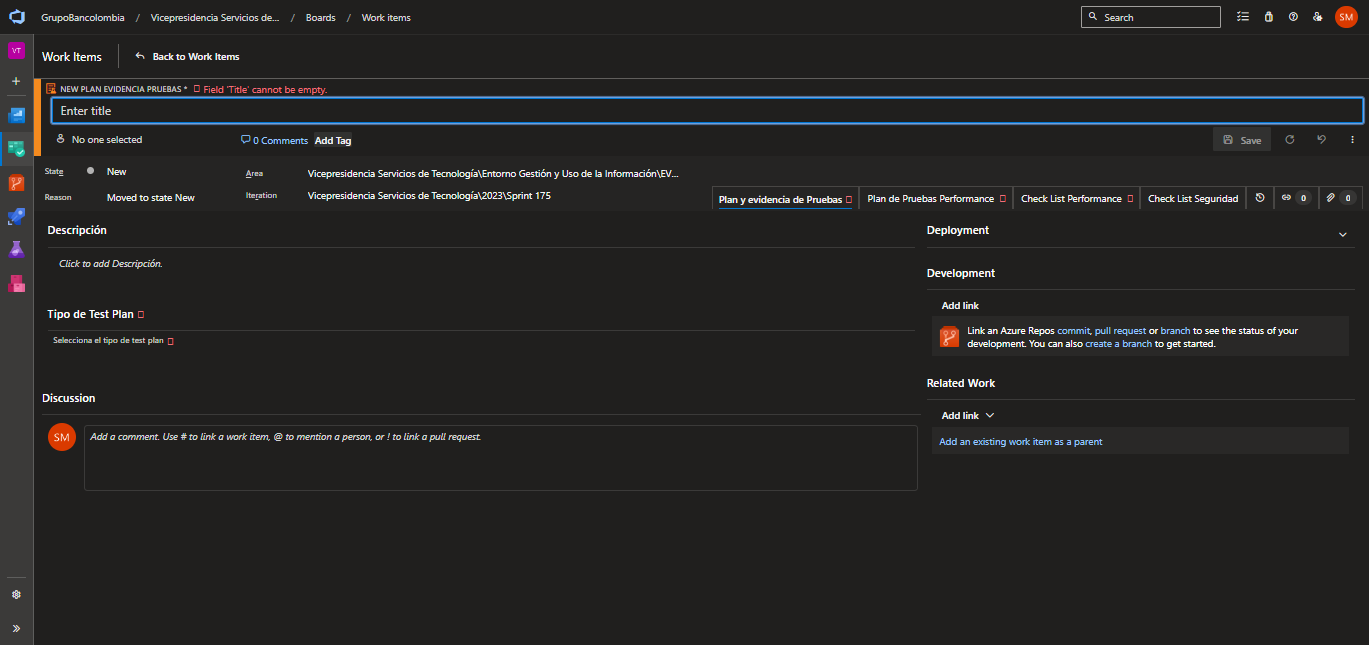 GrupoBancolombia / Vicepresidencia Servicios de... / Boards / Work items
Search
SM
VT
Work Items
Back to Work Items
NEW PLAN EVIDENCIA PRUEBAS * Field 'Title' cannot be empty.
Enter title
No one selected
0 Comments
Add Tag
Save
State
New
Area
Vicepresidencia Servicios de Tecnología\Entorno Gestión y Uso de la Información\EV...
Reason
Moved to state New
Iteration
Vicepresidencia Servicios de Tecnología\2023\Sprint 175
Plan y evidencia de Pruebas
Plan de Pruebas Performance
Check List Performance
Check List Seguridad
0
0
Descripción
Click to add Descripción.
Tipo de Test Plan
Selecciona el tipo de test plan
Discussion
SM
Add a comment. Use # to link a work item, @ to mention a person, or ! to link a pull request.
Deployment
Development
Add link
Link an Azure Repos commit, pull request or branch to see the status of your
development. You can also create a branch to get started.
Related Work
Add link
Add an existing work item as a parent